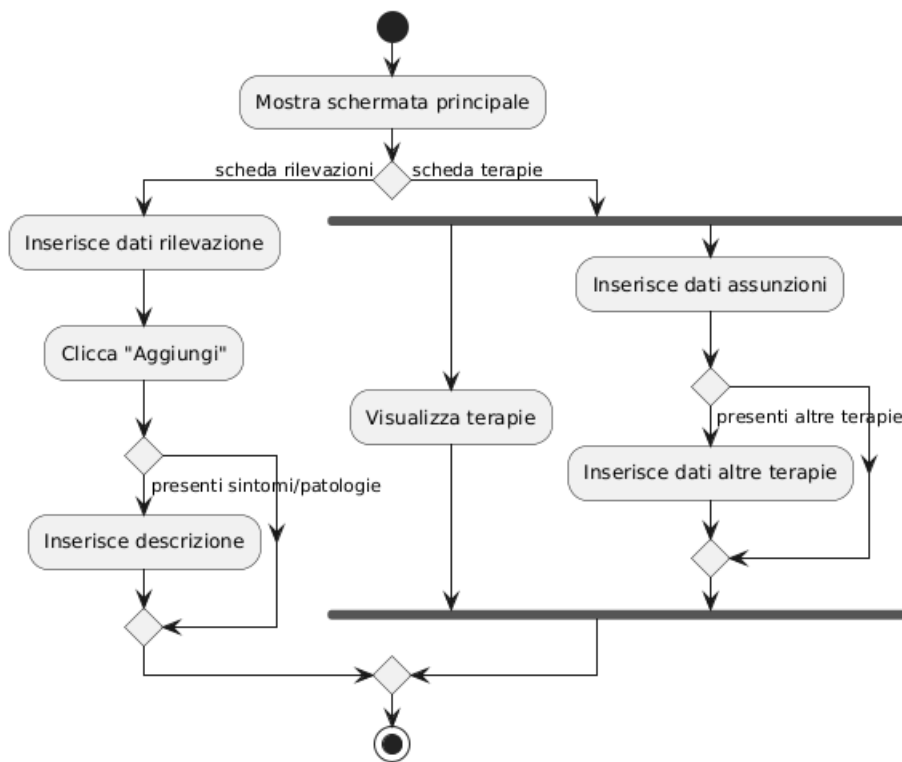 Mostra schermata principale
scheda rilevazioni
scheda terapie
Inserisce dati rilevazione
Clicca "Aggiungi"
presenti sintomi/patologie
Inserisce descrizione
Visualizza terapie
Inserisce dati assunzioni
presenti altre terapie
Inserisce dati altre terapie